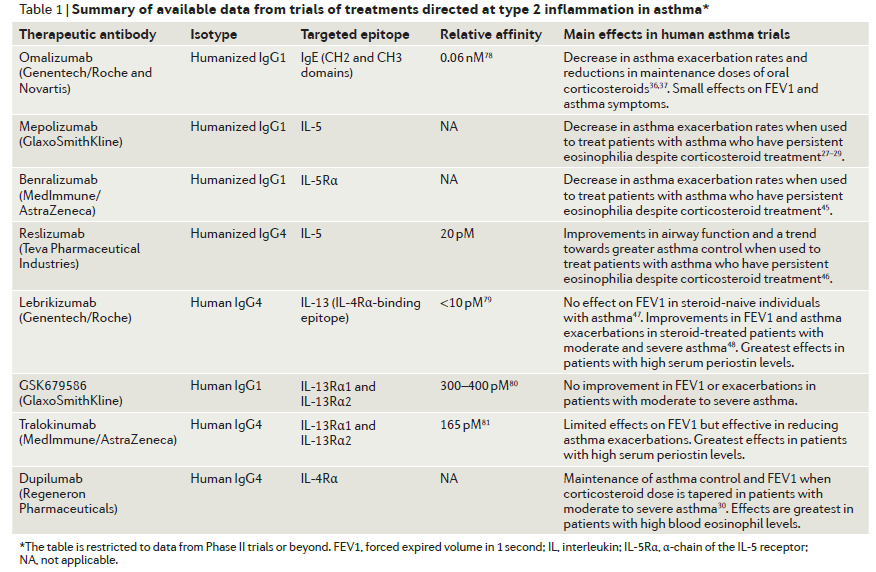 Table 1 | Summary of available data from trials of treatments directed at type 2 inflammation in asthma*
Therapeutic antibody Isotype Targeted epitope Relative affinity Main effects in human asthma trials
Omalizumab Humanized IgG1 IgE (CH2 and CH3 0.06 nM78 Decrease in asthma exacerbation rates and
(Genentech/Roche and domains) reductions in maintenance doses of oral
Novartis) corticosteroids36,37. Small effects on FEV1 and
asthma symptoms.
Mepolizumab Humanized IgG1 IL-5 NA Decrease in asthma exacerbation rates when used
(GlaxoSmithKline) to treat patients with asthma who have persistent
eosinophilia despite corticosteroid treatment27–29.
Benralizumab Humanized IgG1 IL-5Rα NA Decrease in asthma exacerbation rates when used
(MedImmune/ to treat patients with asthma who have persistent
AstraZeneca) eosinophilia despite corticosteroid treatment45.
Reslizumab Humanized IgG4 IL-5 20 pM Improvements in airway function and a trend
(Teva Pharmaceutical towards greater asthma control when used to
Industries) treat patients with asthma who have persistent
eosinophilia despite corticosteroid treatment46.
Lebrikizumab Human IgG4 IL-13 (IL-4Rα-binding <10 pM79 No effect on FEV1 in steroid-naive individuals
(Genentech/Roche) epitope) with asthma47. Improvements in FEV1 and asthma
exacerbations in steroid-treated patients with
moderate and severe asthma48. Greatest effects in
patients with high serum periostin levels.
GSK679586 Human IgG1 IL-13Rα1 and 300–400 pM80 No improvement in FEV1 or exacerbations in
(GlaxoSmithKline) IL-13Rα2 patients with moderate to severe asthma.
Tralokinumab Human IgG4 IL-13Rα1 and 165 pM81 Limited effects on FEV1 but effective in reducing
(MedImmune/AstraZeneca) IL-13Rα2 asthma exacerbations. Greatest effects in patients
with high serum periostin levels.
Dupilumab Human IgG4 IL-4Rα NA Maintenance of asthma control and FEV1 when
(Regeneron corticosteroid dose is tapered in patients with
Pharmaceuticals) moderate to severe asthma30. Effects are greatest in
patients with high blood eosinophil levels.
*The table is restricted to data from Phase II trials or beyond. FEV1, forced expired volume in 1 second; IL, interleukin; IL-5Rα, α-chain of the IL-5 receptor;
NA, not applicable.